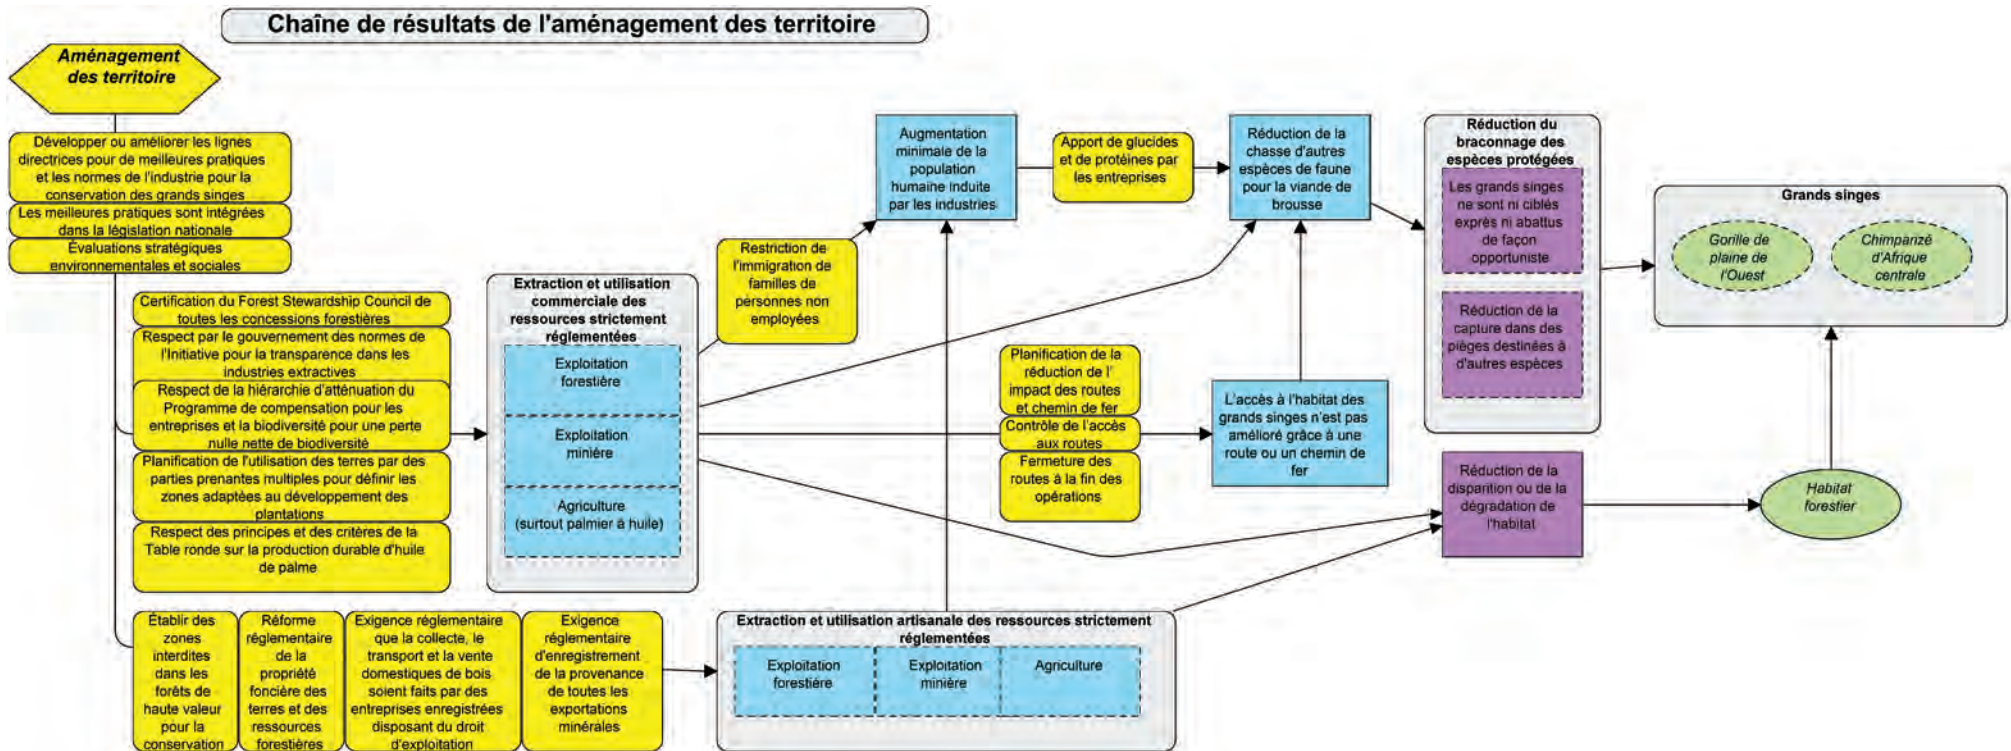 Chaîne de résultats de l'aménagement des territoire
Aménagement
des territoire
Développer ou améliorer les lignes
directrices pour de meilleures pratiques
et les normes de l'industrie pour la
conservation des grands singes
Les meilleures pratiques sont intégrées
dans la législation nationale
Évaluations stratégiques
environnementales et sociales
Certification du Forest Stewardship Council de
toutes les concessions forestières
Respect par le gouvernement des normes de
l'Initiative pour la transparence dans les
industries extractives
Respect de la hiérarchie d'atténuation du
Programme de compensation pour les
entreprises et la biodiversité pour une perte
nulle nette de biodiversité
Planification de l'utilisation des terres par des
parties prenantes multiples pour définir les
zones adaptées au développement des
plantations
Respect des principes et des critères de la
Table ronde sur la production durable d'huile
de palme
Extraction et utilisation
commerciale des
ressources strictement
réglementées
Exploitation
forestière
Exploitation
minière
Agriculture
(surtout palmier à huile)
Restriction de
l'immigration de
familles de
personnes non
employées
Augmentation
minimale de la
population
humaine induite
par les industries
Apport de glucides
et de protéines par
les entreprises
Réduction de la
chasse d'autres
espèces de faune
pour la viande de
brousse
Planification de la
réduction de l'
impact des routes
et chemin de fer
Contrôle de l'accès
aux routes
Fermeture des
routes à la fin des
opérations
L'accès à l'habitat des
grands singes n'est pas
amélioré grâce à une
route ou un chemin de
fer
Réduction du
braconnage des
espèces protégées
Les grands singes
ne sont ni ciblés
exprès ni abattus
de façon
opportuniste
Réduction de la
capture dans des
pièges destinées à
d'autres espèces
Réduction de la
disparition ou de la
dégradation de
l'habitat
Grands singes
Gorille de
plaine de
l'Ouest
Chimpanzé
d'Afrique
centrale
Habitat
forestier
Établir des
zones
interdites
dans les
forêts de
haute valeur
pour la
conservation
Réforme
réglementaire
de la
propriété
foncière des
terres et des
ressources
forestières
Exigence réglementaire
que la collecte, le
transport et la vente
domestiques de bois
soient faits par des
entreprises enregistrées
disposant du droit
d'exploitation
Exigence
réglementaire
d'enregistrement
de la provenance
de toutes les
exportations
minérales
Extraction et utilisation artisanale des ressources strictement
réglementées
Exploitation
forestière
Exploitation
minière
Agriculture